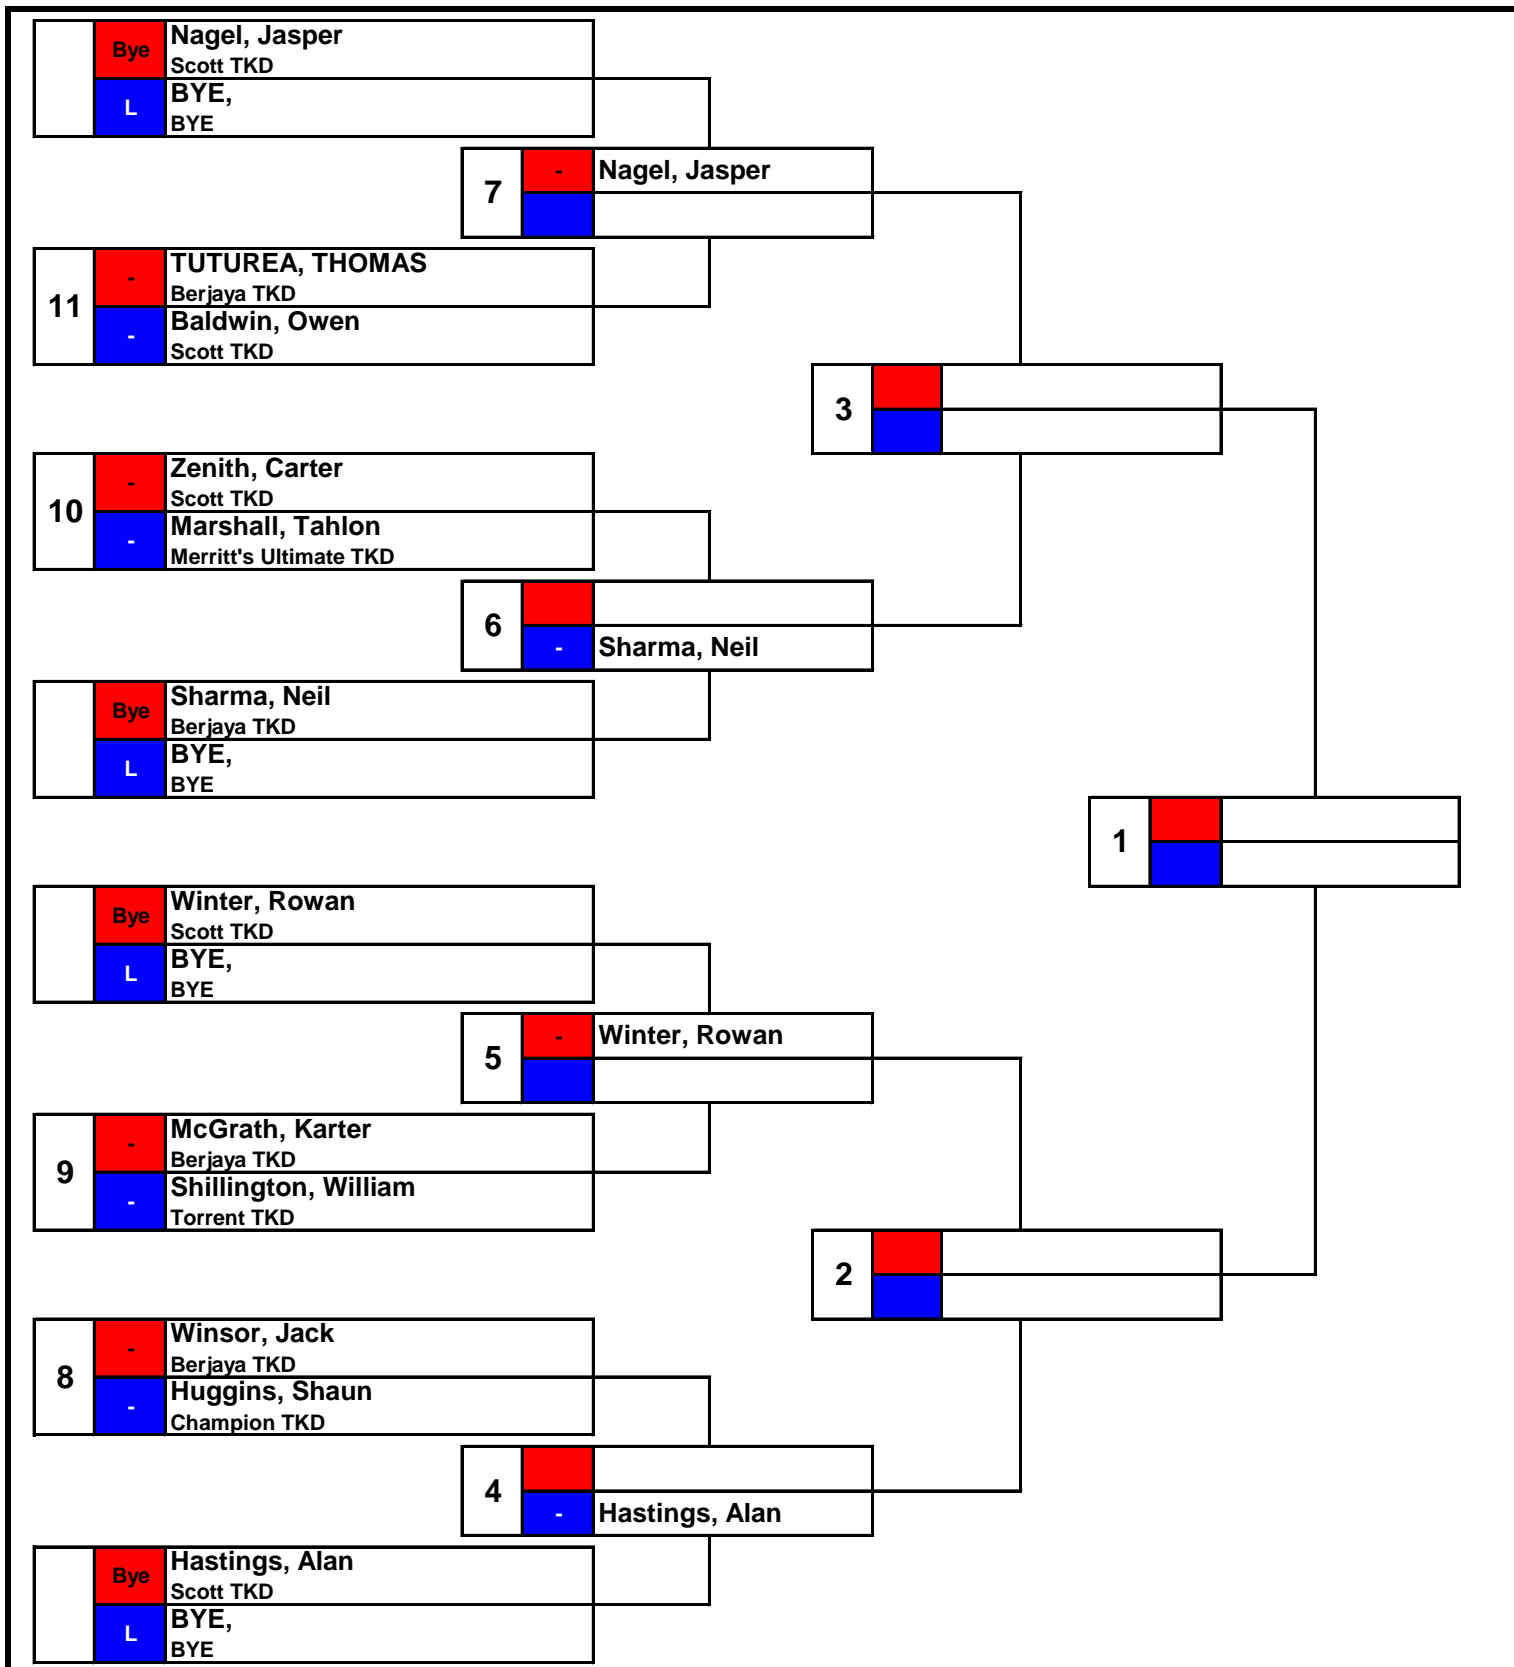 Bye
Nagel, Jasper
Scott TKD
L
BYE,
BYE
7
-
Nagel, Jasper
11
-
TUTUREA, THOMAS
Berjaya TKD
-
Baldwin, Owen
Scott TKD
3
10
-
Zenith, Carter
Scott TKD
-
Marshall, Tahlon
Merritt's Ultimate TKD
6
-
Sharma, Neil
Bye
Sharma, Neil
Berjaya TKD
L
BYE,
BYE
1
Bye
Winter, Rowan
Scott TKD
L
BYE,
BYE
5
-
Winter, Rowan
9
-
McGrath, Karter
Berjaya TKD
-
Shillington, William
Torrent TKD
2
8
-
Winsor, Jack
Berjaya TKD
-
Huggins, Shaun
Champion TKD
4
-
Hastings, Alan
Bye
Hastings, Alan
Scott TKD
L
BYE,
BYE